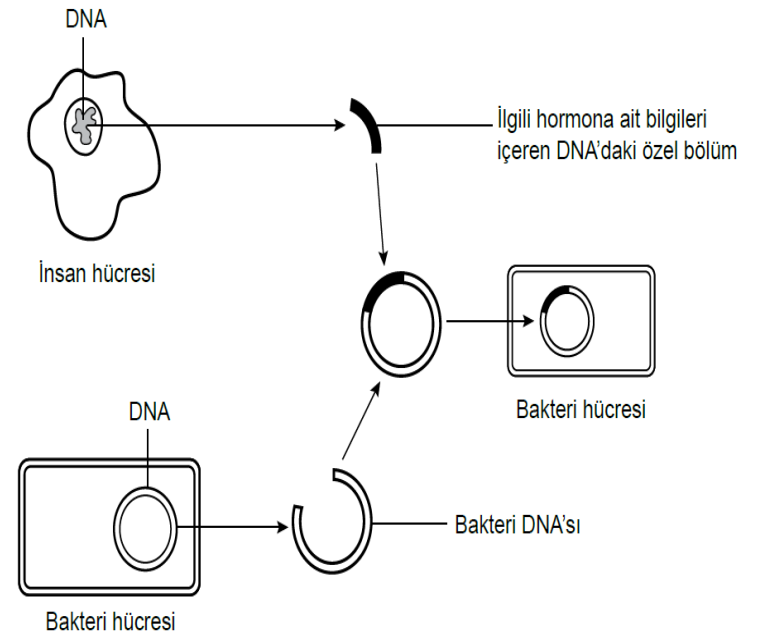 DNA
İlgili hormona ait bilgileri
içeren DNA'daki özel bölüm
İnsan hücresi
Bakteri hücresi
DNA
Bakteri DNA'sı
Bakteri hücresi